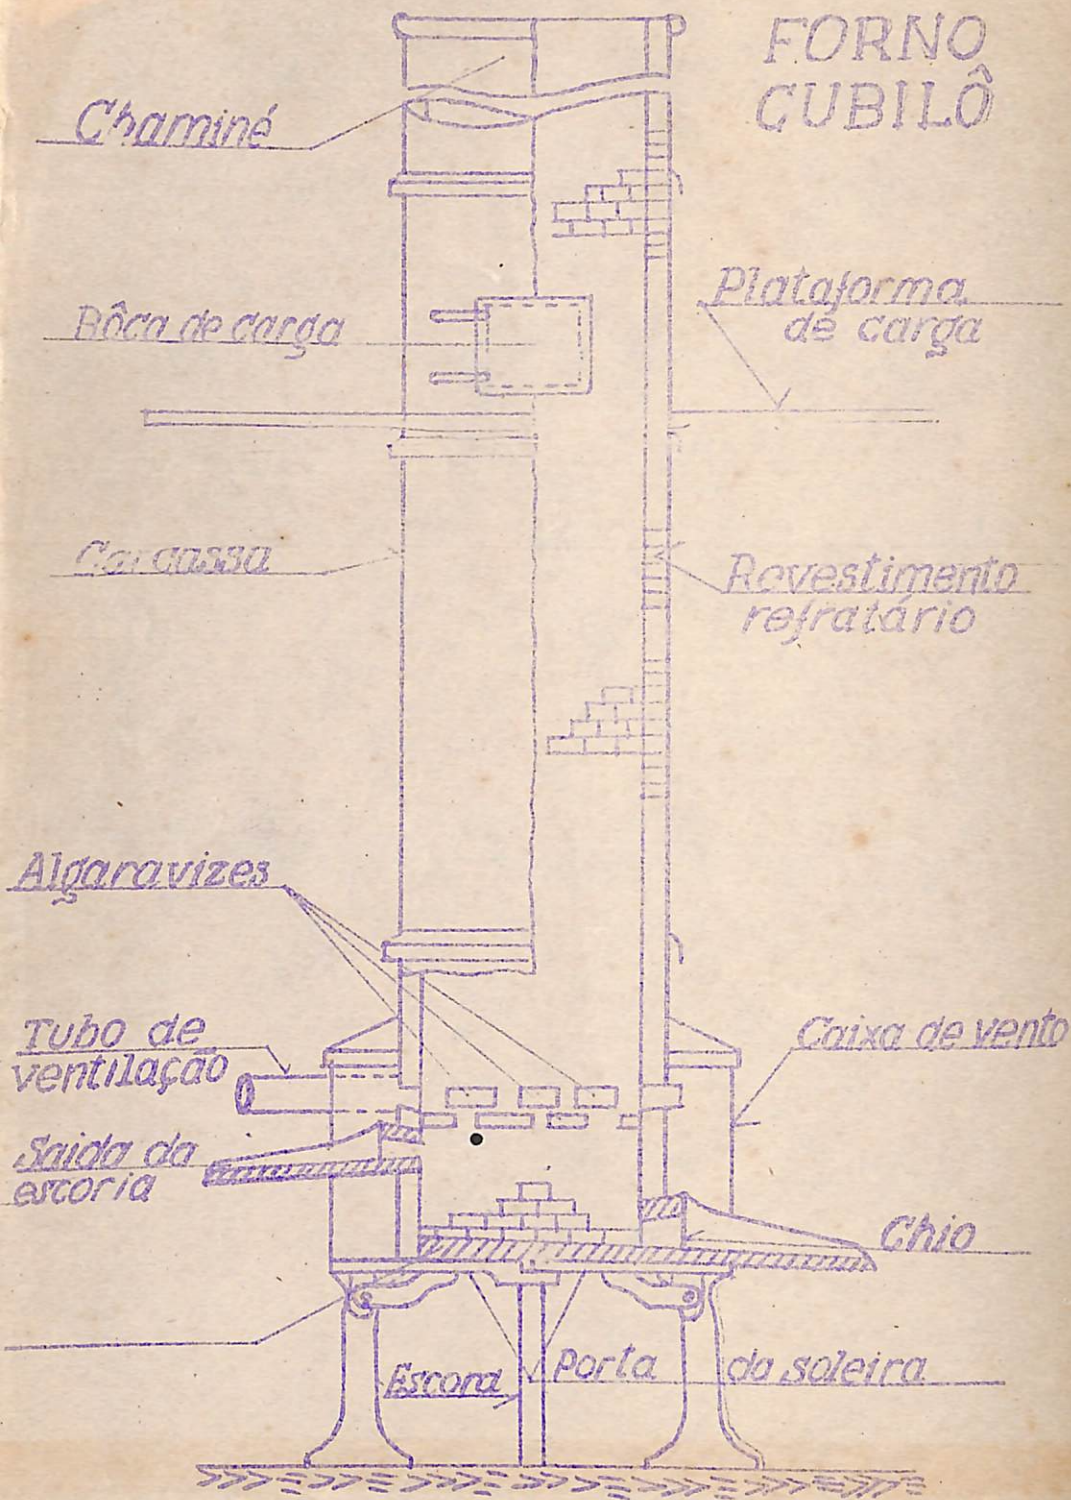 FORNO
CUBILÔ
Chaminé
Plataforma
de carga
Bôca de carga
Carcassa
Revestimento
refratário
Algaravizes
Tubo de
ventilação
Caixa de vento
Saida da
escoria
Chio
Escora
Porta da soleira